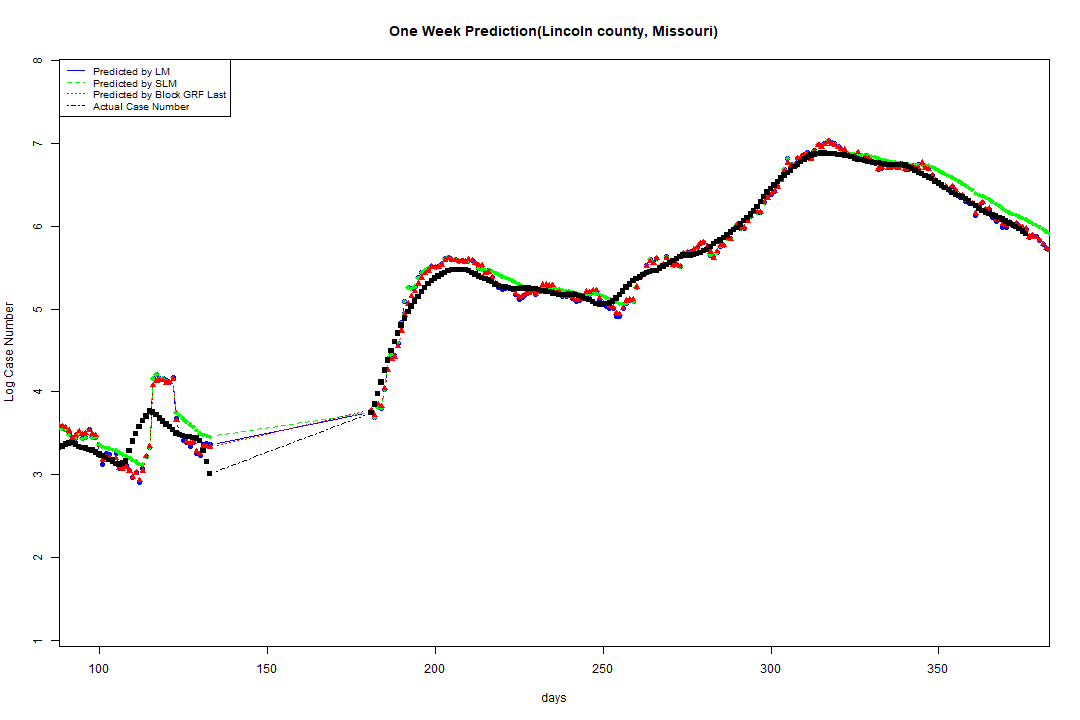 One Week Prediction(Lincoln county, Missouri)
Predicted by LM
Predicted by SLM
Predicted by Block GRF Last
Actual Case Number
8
7
6
5
4
3
2
1
Log Case Number
100 150 200 250 300 350
days